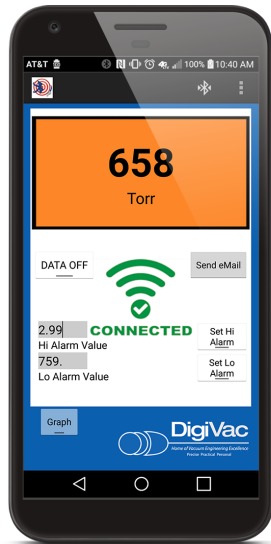 AT&T
100% 10:40 AM
658
Torr
DATA OFF
Send eMail
CONNECTED
2.99
Hi Alarm Value
Set Hi
Alarm
759.
Lo Alarm Value
Set Lo
Alarm
Graph
DigiVac
Home of Vacuum Engineering Excellence
Precise Practical Personal